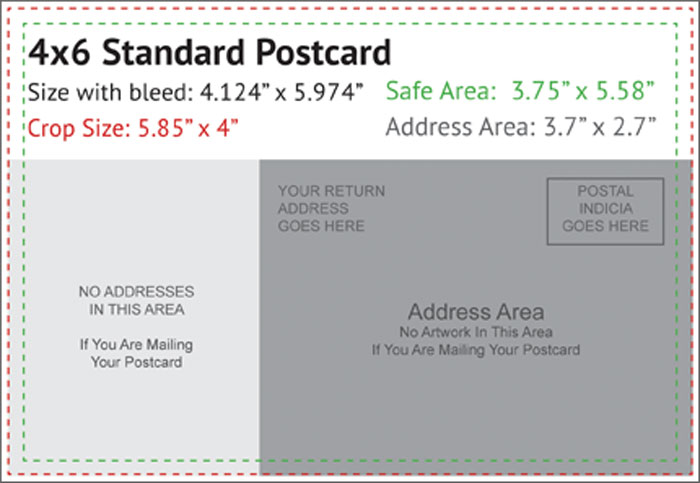 4x6 Standard Postcard
Size with bleed: 4.124” x 5.974”
Safe Area: 3.75” x 5.58”
Crop Size: 5.85” x 4”
Address Area: 3.7” x 2.7”
YOUR RETURN
ADDRESS
GOES HERE
POSTAL
INDICIA
GOES HERE
NO ADDRESSES
IN THIS AREA
If You Are Mailing
Your Postcard
Address Area
No Artwork In This Area
If You Are Mailing Your Postcard